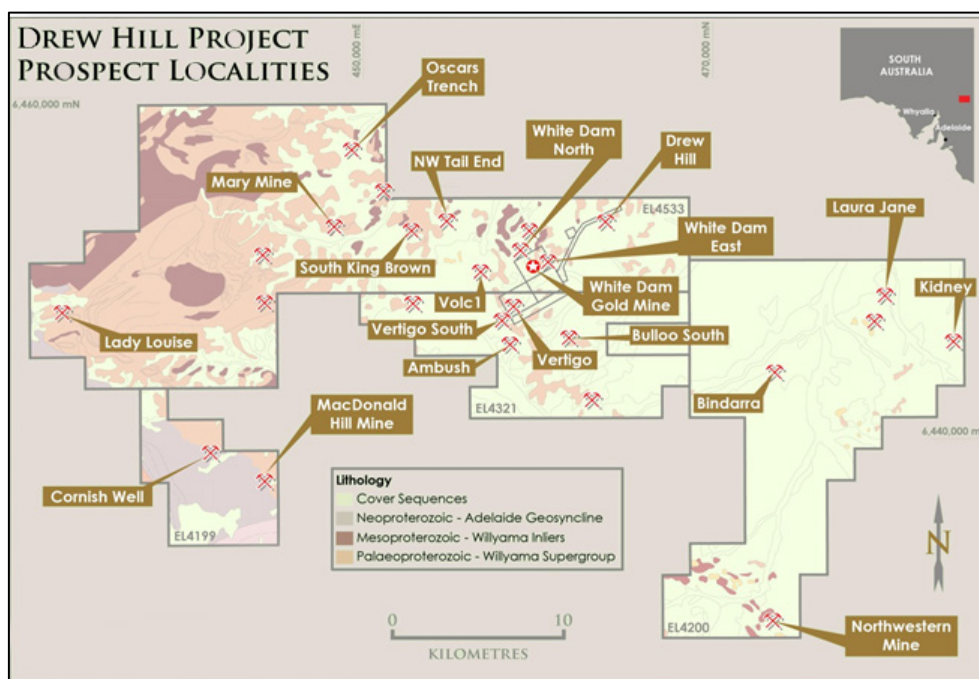 DREW HILL PROJECT
PROSPECT LOCALITIES
450,000 mE
470,000 mN
6,460,000 mN
SOUTH
AUSTRALIA
Whyalla
Adelaide
Oscars
Trench
White Dam
North
Drew
Hill
NW Tail End
Mary Mine
EL4533
Laura Jane
White Dam
East
South King Brown
Kidney
Volc1
White Dam
Gold Mine
Lady Louise
Vertigo South
Bulloo South
Ambush
Vertigo
Bindarra
MacDonald
Hill Mine
EL4321
6,440,000 mN
Cornish Well
Lithology
Cover Sequences
Neoproterozoic - Adelaide Geosyncline
Mesoproterozoic - Willyama Inliers
Palaeoproterozoic - Willyama Supergroup
EL4199
N
0 10
KILOMETRES
EL4200
Northwestern
Mine